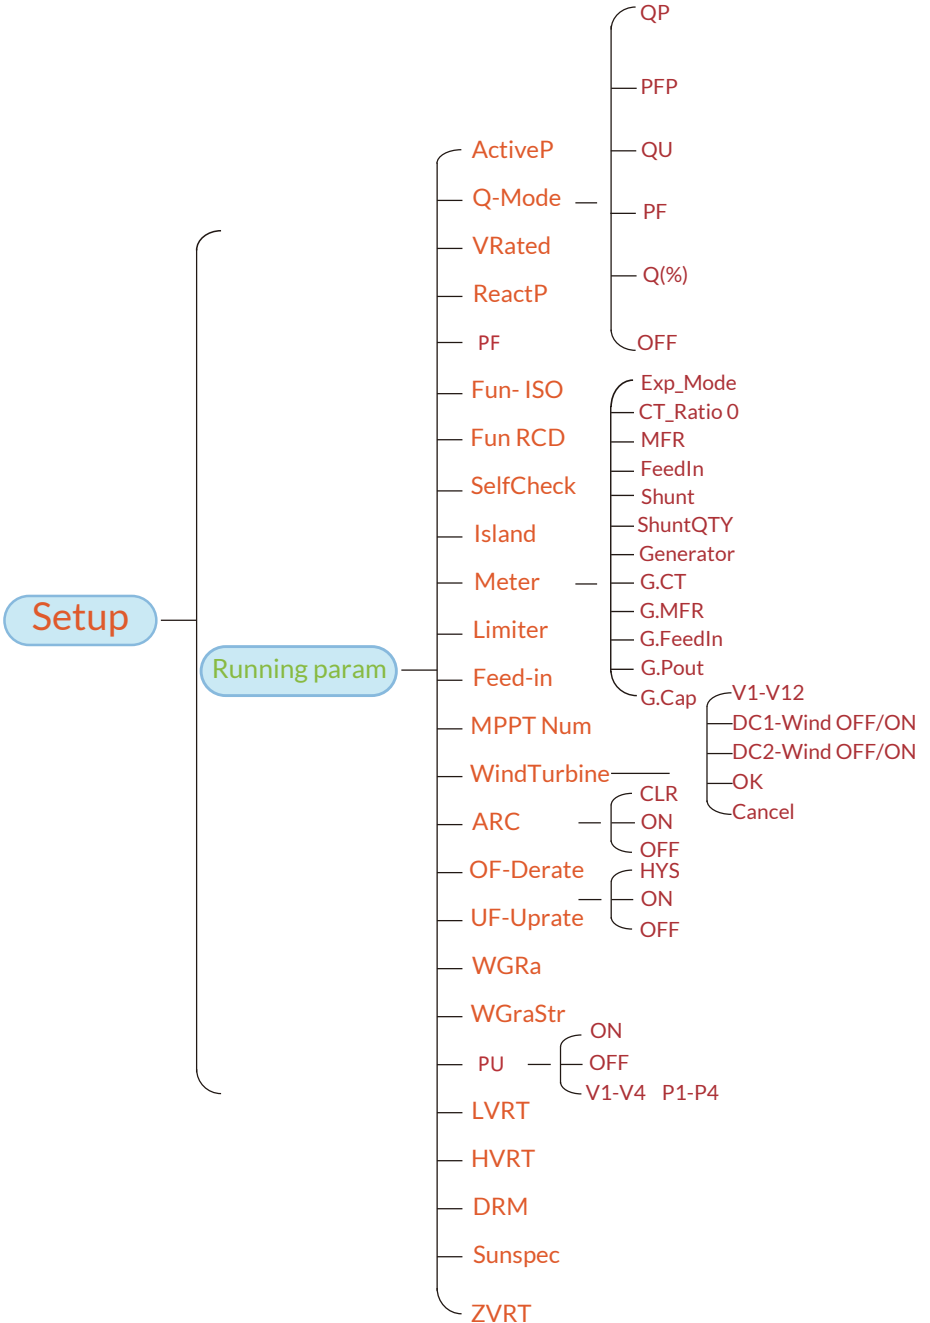 Setup
Running param
ActiveP
Q-Mode
QP
PFP
QU
PF
Q(%)
OFF
VRated
ReactP
PF
Fun- ISO
Fun RCD
SelfCheck
Island
Meter
Exp_Mode
CT_Ratio 0
MFR
FeedIn
Shunt
ShuntQTY
Generator
G.CT
G.MFR
G.FeedIn
G.Pout
G.Cap
Limiter
Feed-in
MPPT Num
WindTurbine
V1-V12
DC1-Wind OFF/ON
DC2-Wind OFF/ON
OK
Cancel
ARC
CLR
ON
OFF
OF-Derate
UF-Uprate
HYS
ON
OFF
WGRa
WGraStr
PU
ON
OFF
V1-V4 P1-P4
LVRT
HVRT
DRM
Sunspec
ZVRT